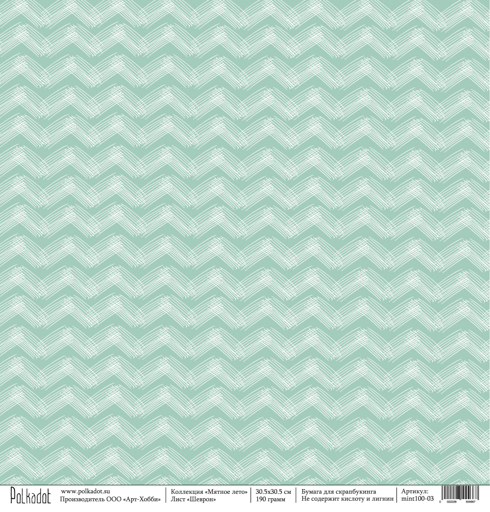 Polkadot
www.polkadot.su
Производитель ООО «Арт-Хобби»
Коллекция «Мятное лето»
Лист «Шеврон»
30.5x30.5 см
190 грамм
Бумага для скрапбукинга
Не содержит кислоту и лигнин
Артикул:
mint100-03